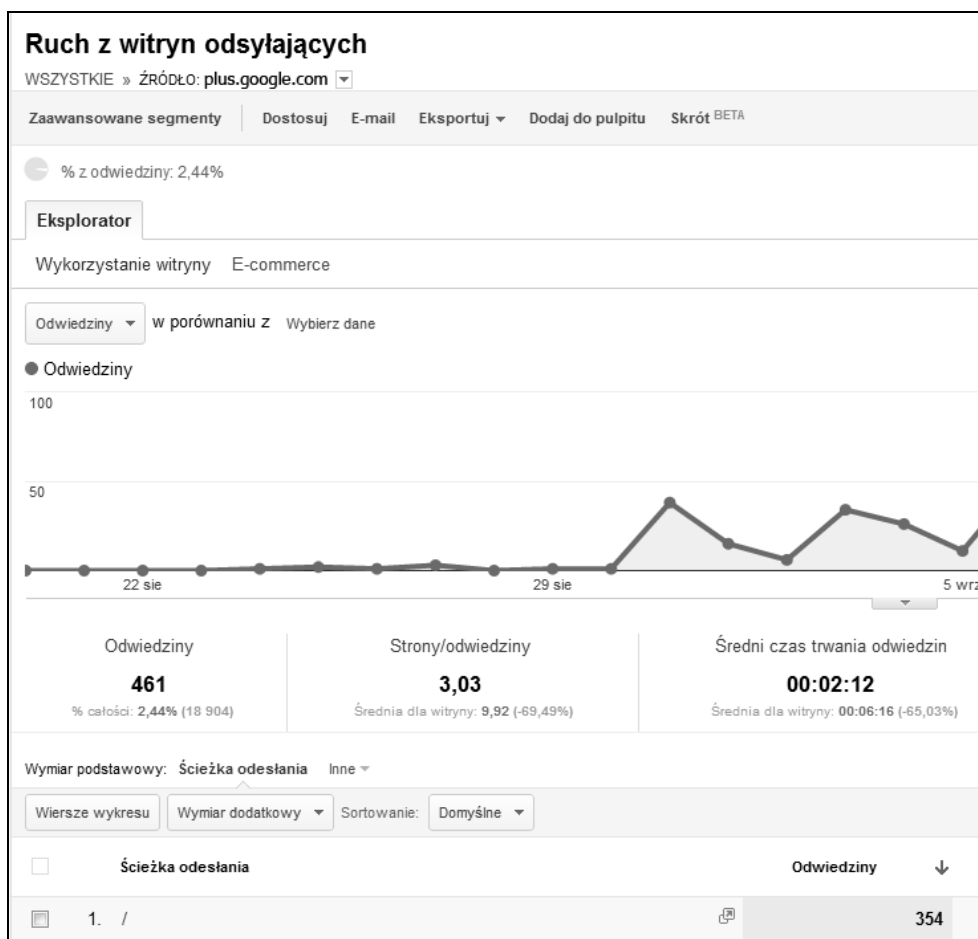 Ruch z witryn odsyłających
WSZYSTKIE » ŹRÓDŁO: plus.google.com
Zaawansowane segmenty Dostosuj E-mail Eksportuj Dodaj do pulpitu Skrót BETA
% z odwiedziny: 2,44%
Eksplorator
Wykorzystanie witryny E-commerce
Odwiedziny w porównaniu z Wybierz dane
Odwiedziny
100
50
22 sie 29 sie 5 wrz
Odwiedziny Strony/odwiedziny Średni czas trwania odwiedzin
461 3,03 00:02:12
% całości: 2,44% (18 904) Średnia dla witryny: 9,92 (-69,49%) Średnia dla witryny: 00:06:16 (-65,03%)
Wymiar podstawowy: Ścieżka odesłania Inne
Wiersze wykresu Wymiar dodatkowy Sortowanie: Domyślne
Ścieżka odesłania Odwiedziny
1. / 354